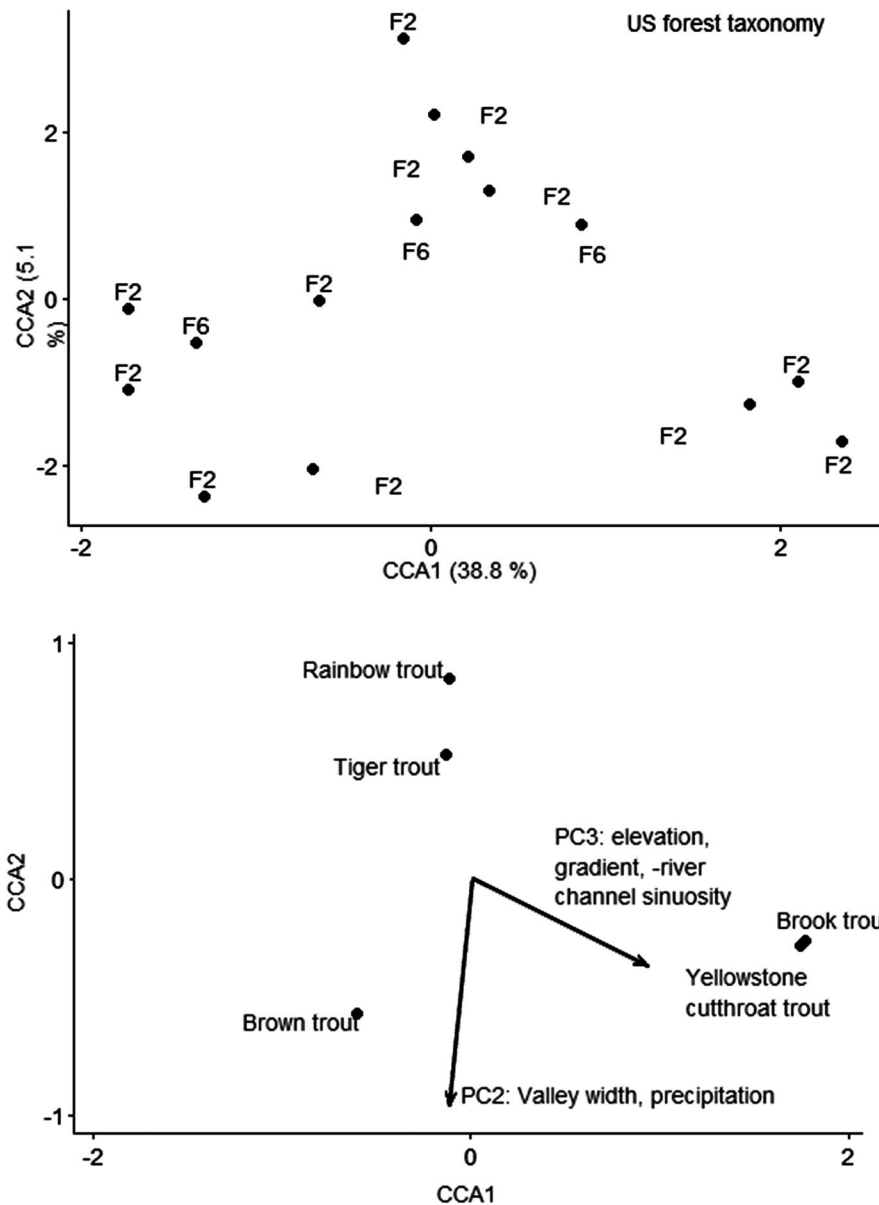 F2
US forest taxonomy
F2
2
F2
F2
F6
F6
F2
F2
0
F6
CCA2 (5.1
%)
F2
F2
F2
F2
-2
F2
F2
F2
-2
0
2
CCA1 (38.8 %)
1
Rainbow trout
Tiger trout
PC3: elevation,
gradient, -river
channel sinuosity
0
CCA2
Brook trou
Yellowstone
cutthroat trout
Brown trout
PC2: Valley width, precipitation
-1
-2
0
2
CCA1